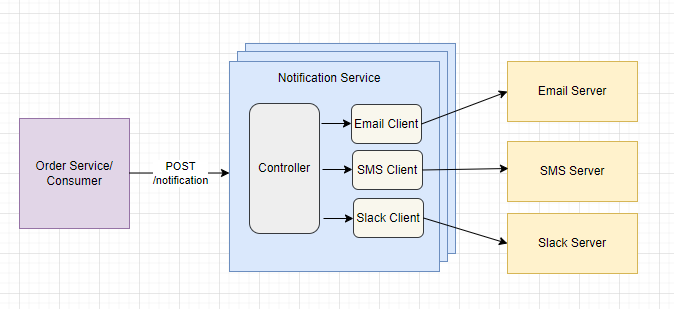 Notification Service
Order Service/
Consumer
POST
/notification
Controller
Email Client
SMS Client
Slack Client
Email Server
SMS Server
Slack Server